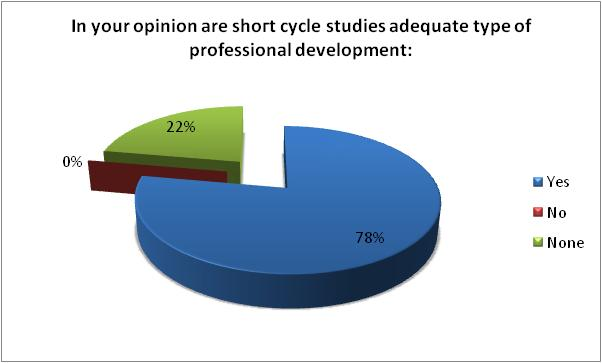 In your opinion are short cycle studies adequate type of
professional development:
22%
0%
78%
Yes
No
None